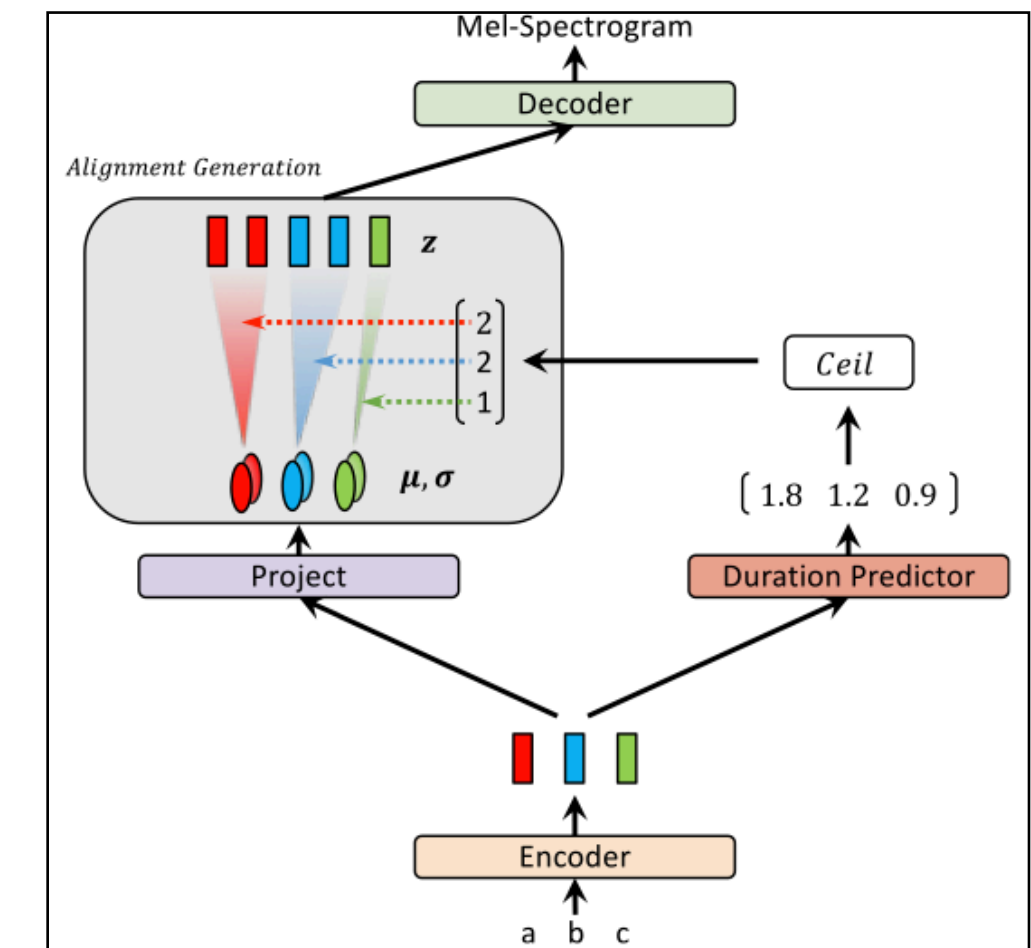 Mel-Spectrogram
Decoder
Alignment Generation
z
2
2
1
Ceil
μ, σ
[ 1.8 1.2 0.9 ]
Project
Duration Predictor
Encoder
a b c